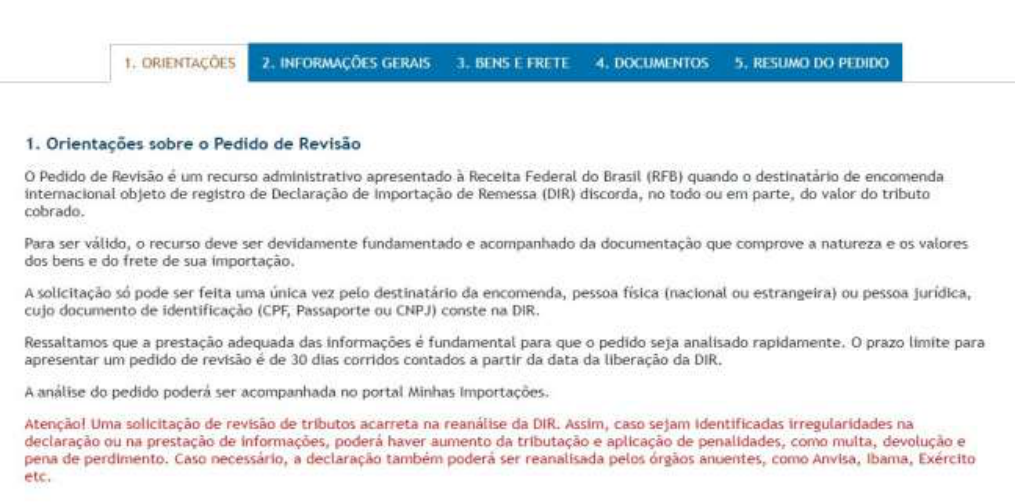 1. ORIENTAÇÕES 2. INFORMAÇÕES GERAIS 3. BENS E FRETE 4. DOCUMENTOS 5. RESUMO DO PEDIDO
1. Orientações sobre o Pedido de Revisão
O Pedido de Revisão é um recurso administrativo apresentado à Receita Federal do Brasil (RFB) quando o destinatário de encomenda
internacional objeto de registro de Declaração de Importação de Remessa (DIR) discorda, no todo ou em parte, do valor do tributo
cobrado.
Para ser válido, o recurso deve ser devidamente fundamentado e acompanhado da documentação que comprove a natureza e os valores
dos bens e do frete de sua importação.
A solicitação só pode ser feita uma única vez pelo destinatário da encomenda, pessoa física (nacional ou estrangeira) ou pessoa jurídica,
cujo documento de identificação (CPF, Passaporte ou CNPJ) conste na DIR.
Ressaltamos que a prestação adequada das informações é fundamental para que o pedido seja analisado rapidamente. O prazo limite para
apresentar um pedido de revisão é de 30 dias corridos contados a partir da data da liberação da DIR.
A análise do pedido poderá ser acompanhada no portal Minhas Importações.
Atenção! Uma solicitação de revisão de tributos acarreta na reanálise da DIR. Assim, caso sejam identificadas irregularidades na
declaração ou na prestação de informações, poderá haver aumento da tributação e aplicação de penalidades, como multa, devolução e
pena de perdimento. Caso necessário, a declaração também poderá ser reanalisada pelos órgãos anuentes, como Anvisa, Ibama, Exército
etc.